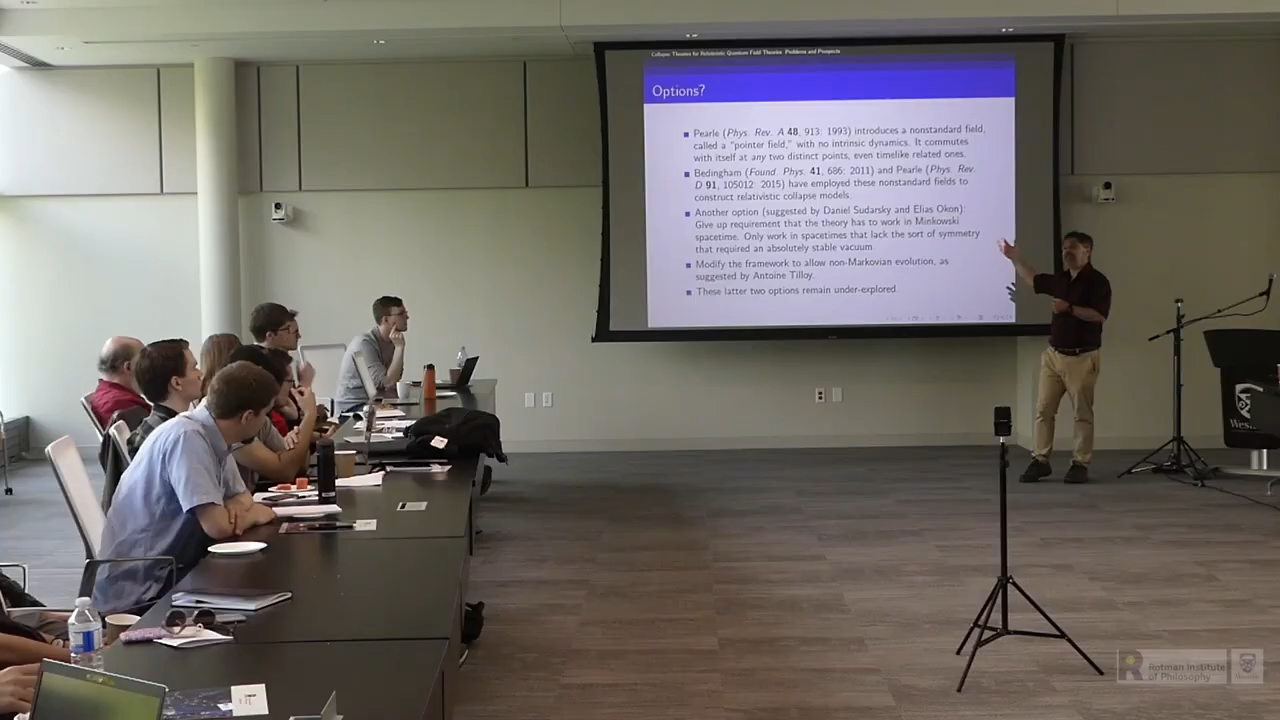 Collapse Theories for Relativistic Quantum Field Theories: Problems and Prospects
Options?
Pearle (Phys. Rev. A 48, 913: 1993) introduces a nonstandard field,
called a "pointer field," with no intrinsic dynamics. It commutes
with itself at any two distinct points, even timelike related ones.
Bedingham (Found. Phys. 41, 686: 2011) and Pearle (Phys. Rev.
D 91, 105012: 2015) have employed these nonstandard fields to
construct relativistic collapse models.
Another option (suggested by Daniel Sudarsky and Elias Okon):
Give up requirement that the theory has to work in Minkowski
spacetime. Only work in spacetimes that lack the sort of symmetry
that required an absolutely stable vacuum.
Modify the framework to allow non-Markovian evolution, as
suggested by Antoine Tilloy.
These latter two options remain under-explored.
Rotman Institute
of Philosophy